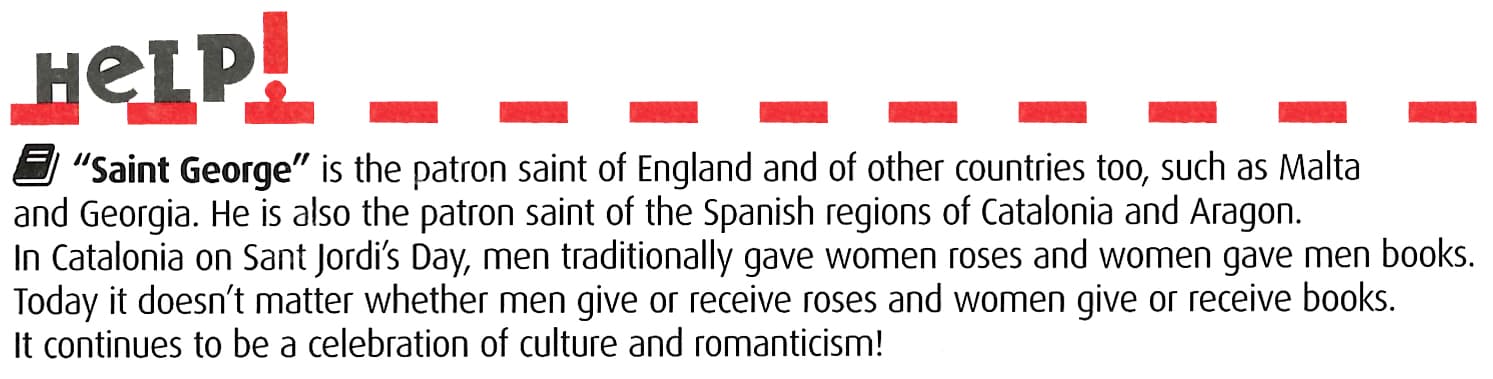 HeLP!
“Saint George” is the patron saint of England and of other countries too, such as Malta
and Georgia. He is also the patron saint of the Spanish regions of Catalonia and Aragon.
In Catalonia on Sant Jordi’s Day, men traditionally gave women roses and women gave men books.
Today it doesn’t matter whether men give or receive roses and women give or receive books.
It continues to be a celebration of culture and romanticism!